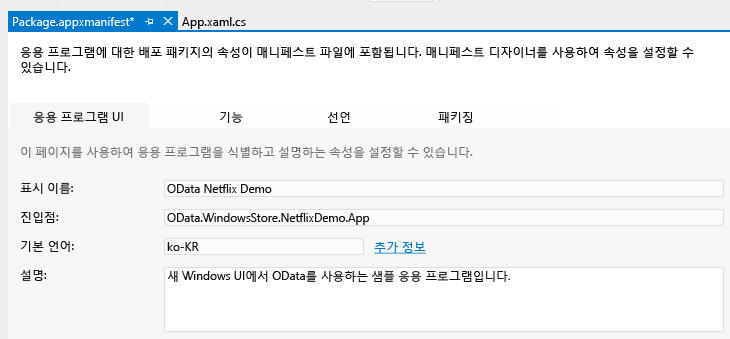 Package.appxmanifest*
App.xaml.cs
응용 프로그램에 대한 배포 패키지의 속성이 매니페스트 파일에 포함됩니다. 매니페스트 디자이너를 사용하여 속성을 설정할 수
있습니다.
응용 프로그램 UI 기능 선언 패키징
이 페이지를 사용하여 응용 프로그램을 식별하고 설명하는 속성을 설정할 수 있습니다.
표시 이름: OData Netflix Demo
진입점: OData.WindowsStore.NetflixDemo.App
기본 언어: ko-KR 추가 정보
설명: 새 Windows UI에서 OData를 사용하는 샘플 응용 프로그램입니다.